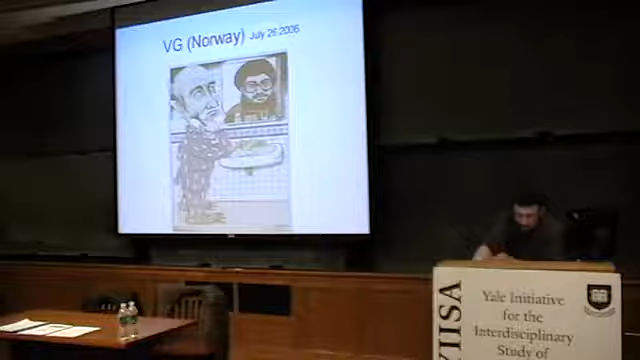 VG (Norway) July 26 2006
YIISA
Yale Initiative
for the
Interdisciplinary
Study of